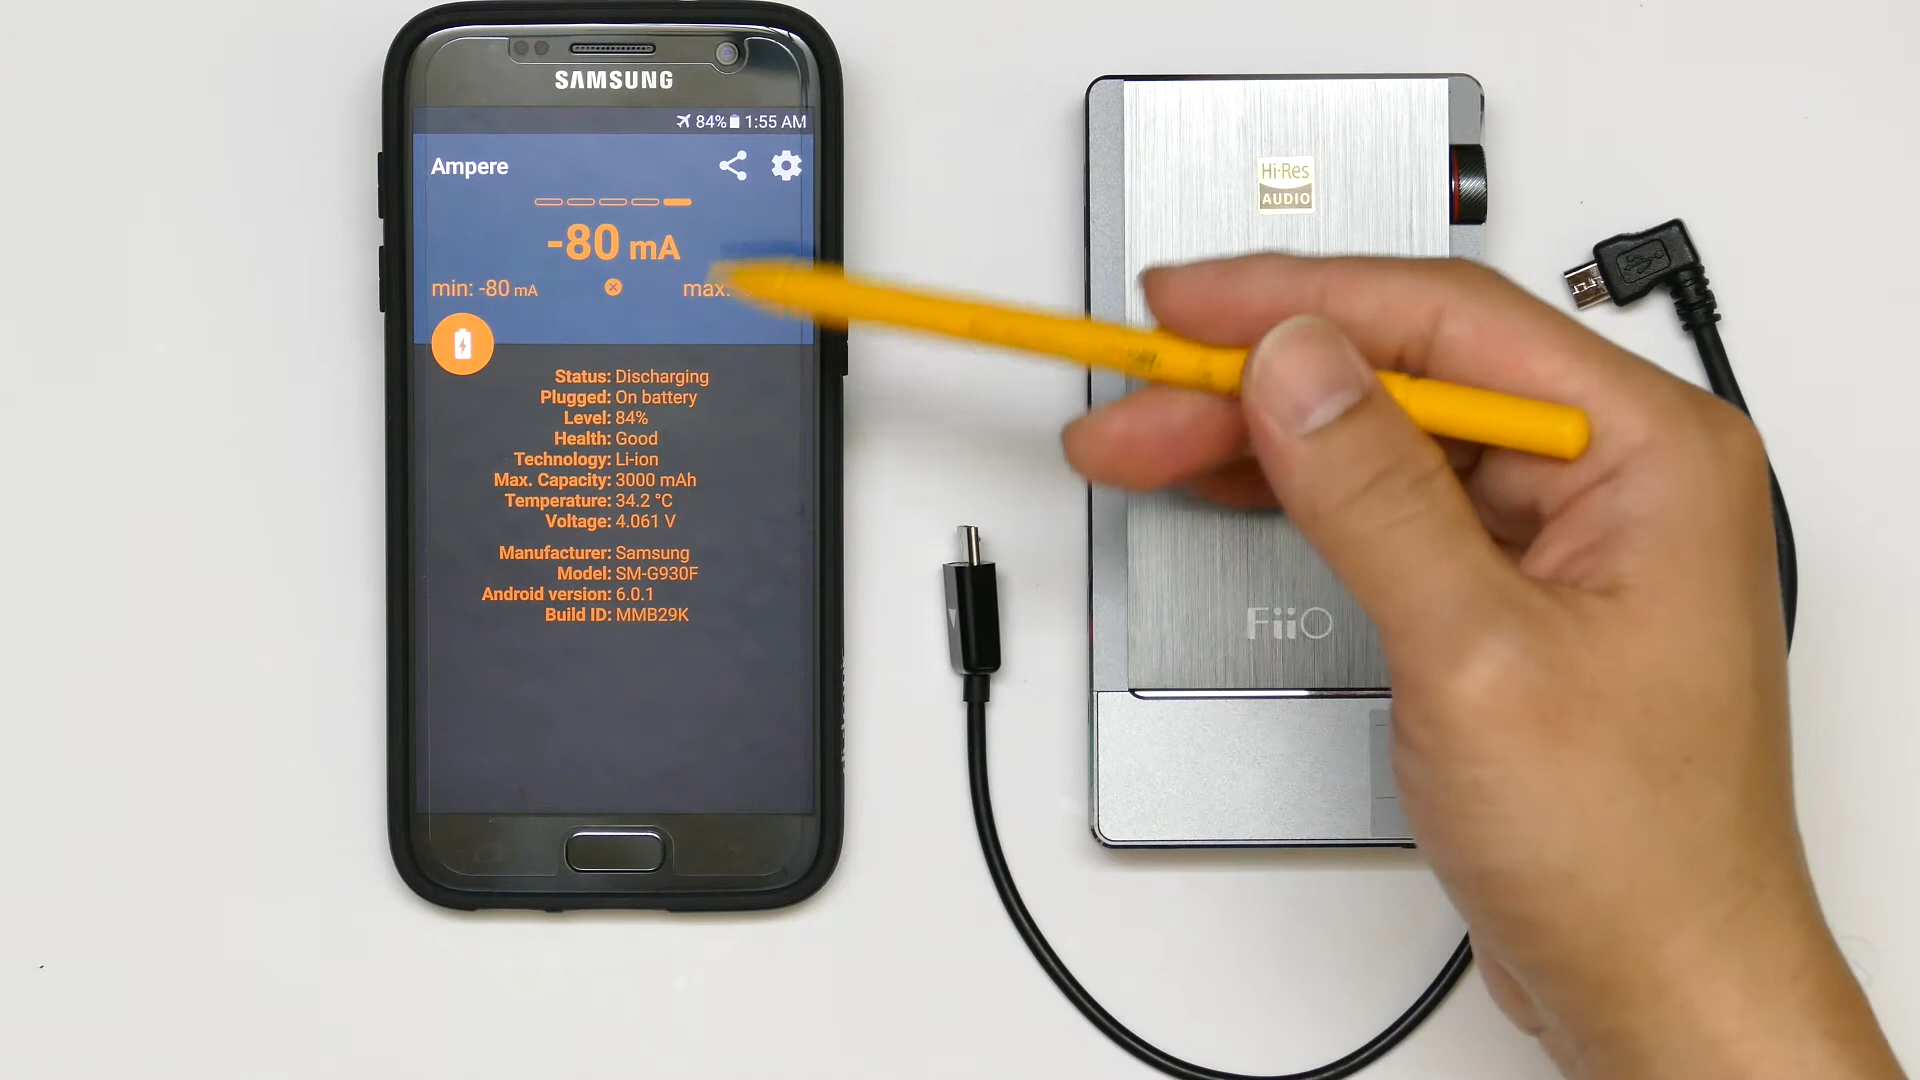 SAMSUNG
84% 1:55 AM
Ampere
-80 mA
min: -80 mA
max:
Status: Discharging
Plugged: On battery
Level: 84%
Health: Good
Technology: Li-ion
Max. Capacity: 3000 mAh
Temperature: 34.2 °C
Voltage: 4.061 V
Manufacturer: Samsung
Model: SM-G930F
Android version: 6.0.1
Build ID: MMB29K
Hi-Res
AUDIO
FiiO